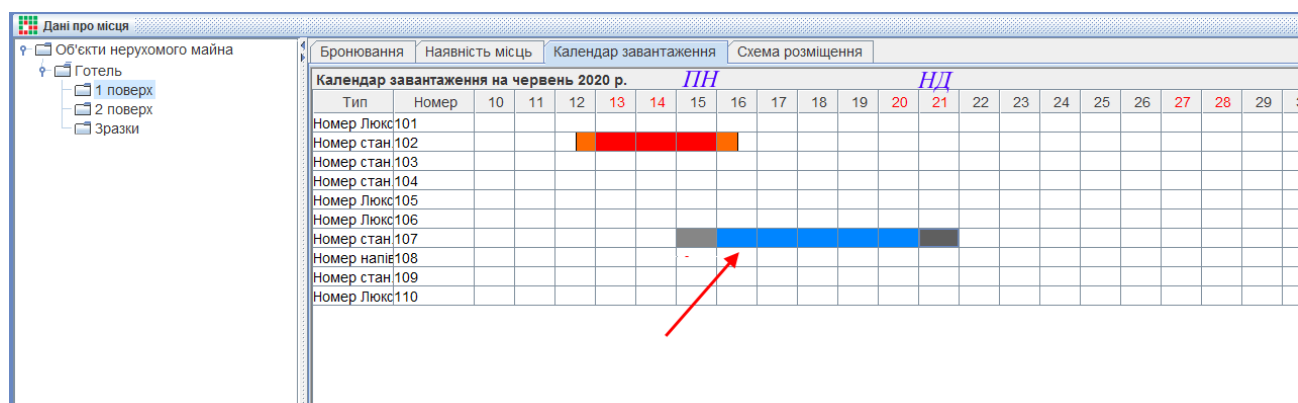 Дані про місця
Об'єкти нерухомого майна
Готель
1 поверх
2 поверх
Зразки
Бронювання Наявність місць Календар завантаження Схема розміщення
Календар завантаження на червень 2020 р. ПН НД
Тип Номер 10 11 12 13 14 15 16 17 18 19 20 21 22 23 24 25 26 27 28 29
Номер Люкс 101
Номер стан. 102
Номер стан. 103
Номер стан. 104
Номер Люкс 105
Номер Люкс 106
Номер стан. 107
Номер напів 108
Номер стан. 109
Номер Люкс 110